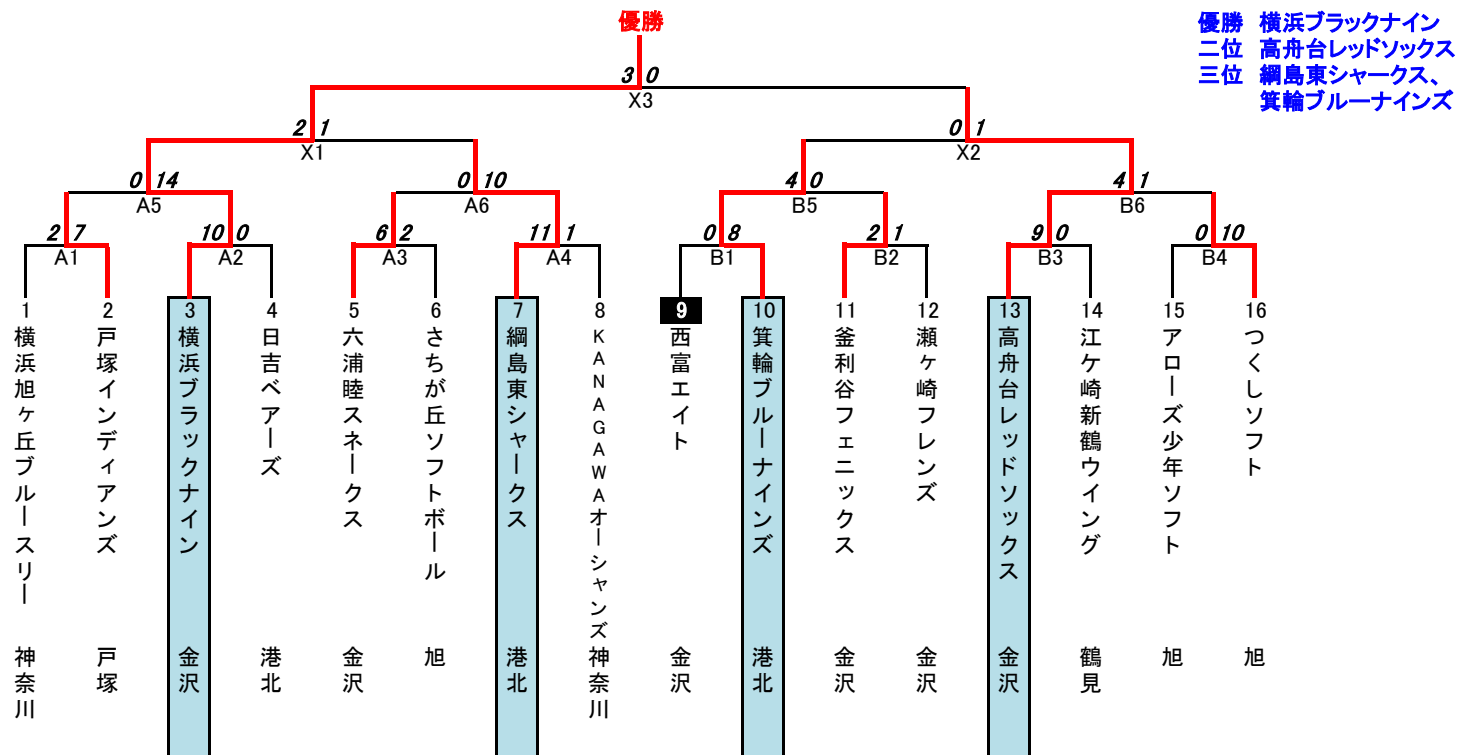 優勝
優勝 横浜ブラックナイン
二位 高舟台レッドソックス
三位 綱島東シャークス、
箕輪ブルーナインズ
3 0
X3
2 1
X1
0 1
X2
0 14
A5
0 10
A6
4 0
B5
4 1
B6
2 7
A1
10 0
A2
6 2
A3
11 1
A4
0 8
B1
2 1
B2
9 0
B3
0 10
B4
1 横浜旭ヶ丘ブルースリー 神奈川
2 戸塚インディアンズ 戸塚
3 横浜ブラックナイン 金沢
4 日吉ベアーズ 港北
5 六浦睦スネークス 金沢
6 さちが丘ソフトボール 旭
7 綱島東シャークス 港北
8 KANAGAWAオーシャンズ 神奈川
9 西富エイト 金沢
10 箕輪ブルーナインズ 港北
11 釜利谷フェニックス 金沢
12 瀬ヶ崎フレンズ 金沢
13 高舟台レッドソックス 金沢
14 江ケ崎新鶴ウイング 鶴見
15 アローズ少年ソフト 旭
16 つくしソフト 旭